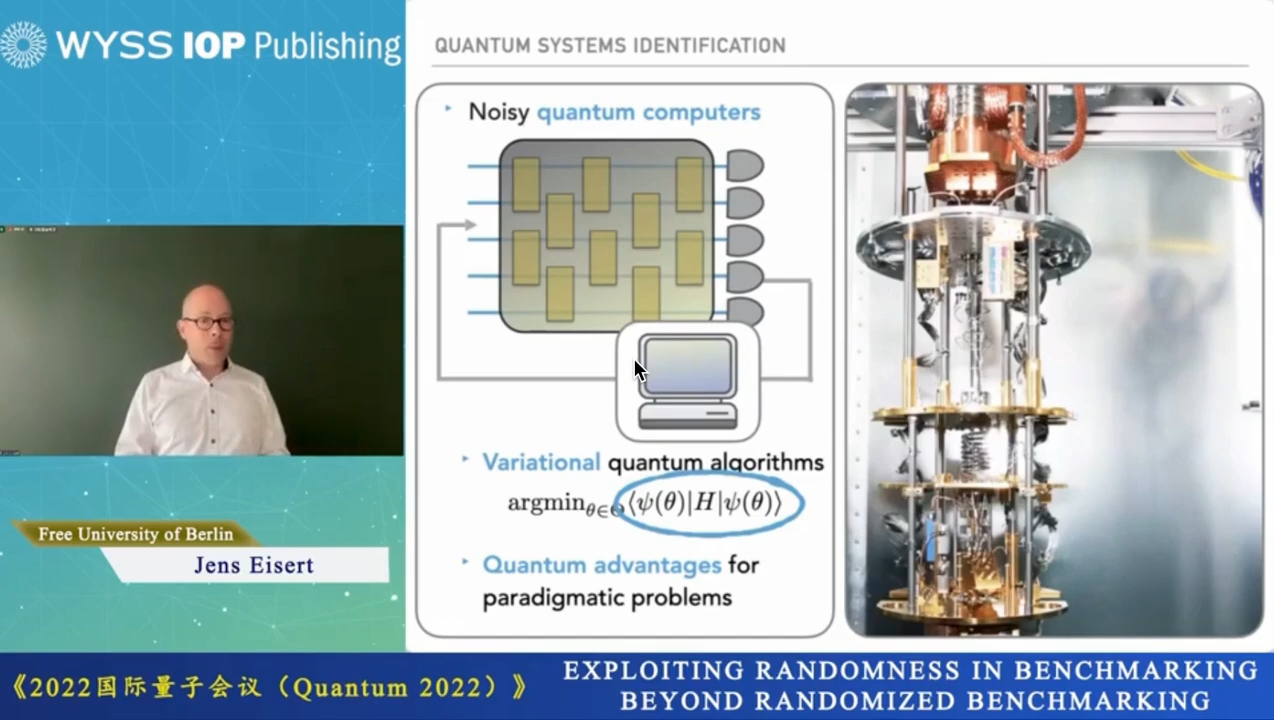 WYSS IOP Publishing
QUANTUM SYSTEMS IDENTIFICATION
‣ Noisy quantum computers
‣ Variational quantum algorithms
argmin_{θ∈Θ}⟨ψ(θ)|H|ψ(θ)⟩
‣ Quantum advantages for
paradigmatic problems
Free University of Berlin
Jens Eisert
《2022国际量子会议（Quantum 2022）》
EXPLOITING RANDOMNESS IN BENCHMARKING
BEYOND RANDOMIZED BENCHMARKING